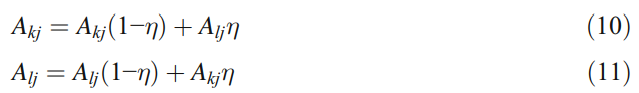 A_{kj} = A_{kj}(1−η) + A_{lj}η (10)
A_{lj} = A_{lj}(1−η) + A_{kj}η (11)